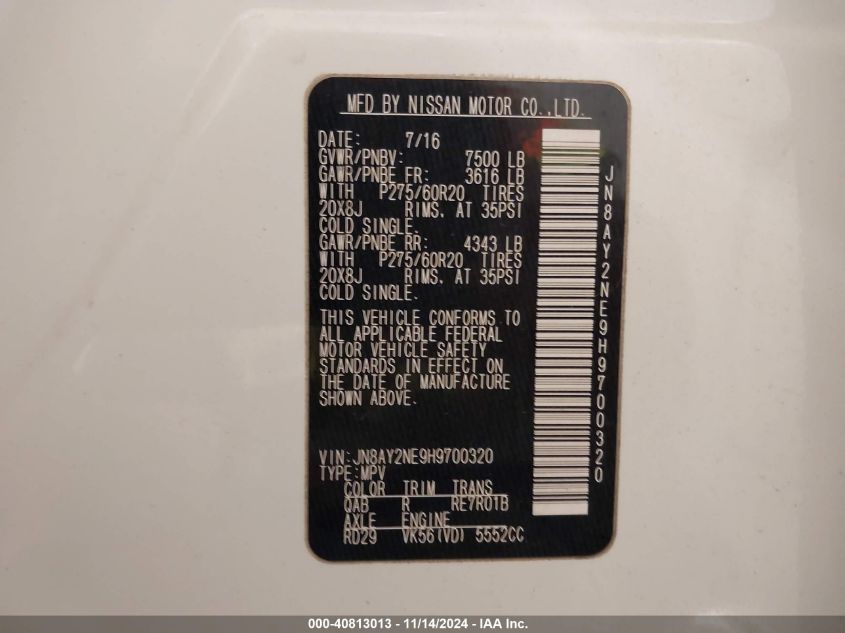 MFD BY NISSAN MOTOR CO.,LTD.
DATE: 7/16
GVWR/PNBV: 7500 LB
GAWR/PNBE FR: 3616 LB
WITH P275/60R20 TIRES
20X8J RIMS. AT 35PSI
COLD SINGLE.
GAWR/PNBE RR: 4343 LB
WITH P275/60R20 TIRES
20X8J RIMS. AT 35PSI
COLD SINGLE.
THIS VEHICLE CONFORMS TO
ALL APPLICABLE FEDERAL
MOTOR VEHICLE SAFETY
STANDARDS IN EFFECT ON
THE DATE OF MANUFACTURE
SHOWN ABOVE.
VIN:JN8AY2NE9H9700320
TYPE:MPV
COLOR TRIM TRANS
QAB R RE7R01B
AXLE ENGINE
RD29 VK56(VD) 5552CC
JN8AY2NE9H9700320
000-40813013 - 11/14/2024 - IAA Inc.